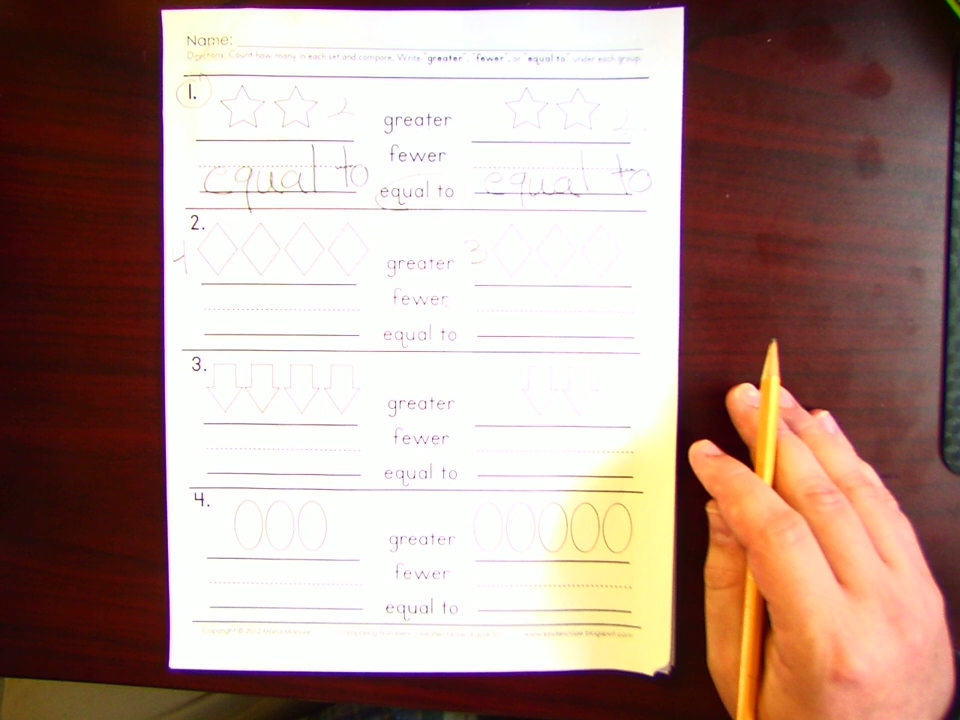 Name:
Directions: Count how many in each set and compare. Write "greater", "fewer", or "equal to" under each group.
1. 2 greater 2
fewer
equal to equal to equal to
2.
4 greater 3
fewer
equal to
3.
greater
fewer
equal to
4.
greater
fewer
equal to
Copyright © 2012